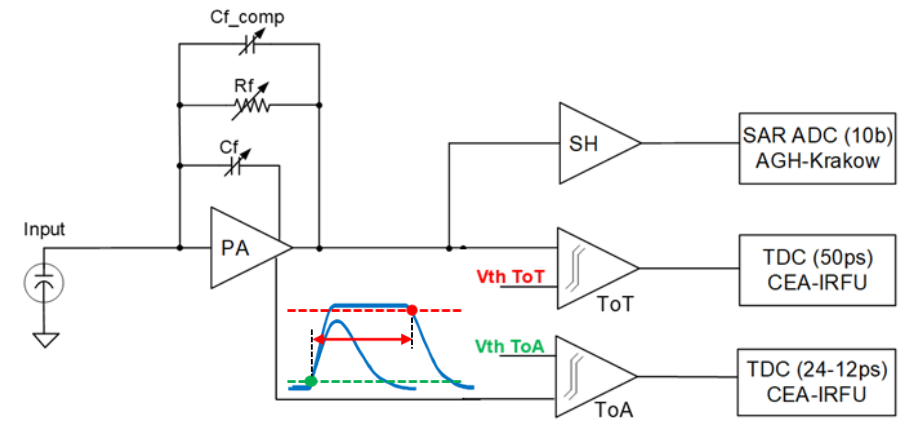 Cf_comp
Rf
Cf
Input
PA
SH
SAR ADC (10b)
AGH-Krakow
Vth ToT
ToT
TDC (50ps)
CEA-IRFU
Vth ToA
ToA
TDC (24-12ps)
CEA-IRFU